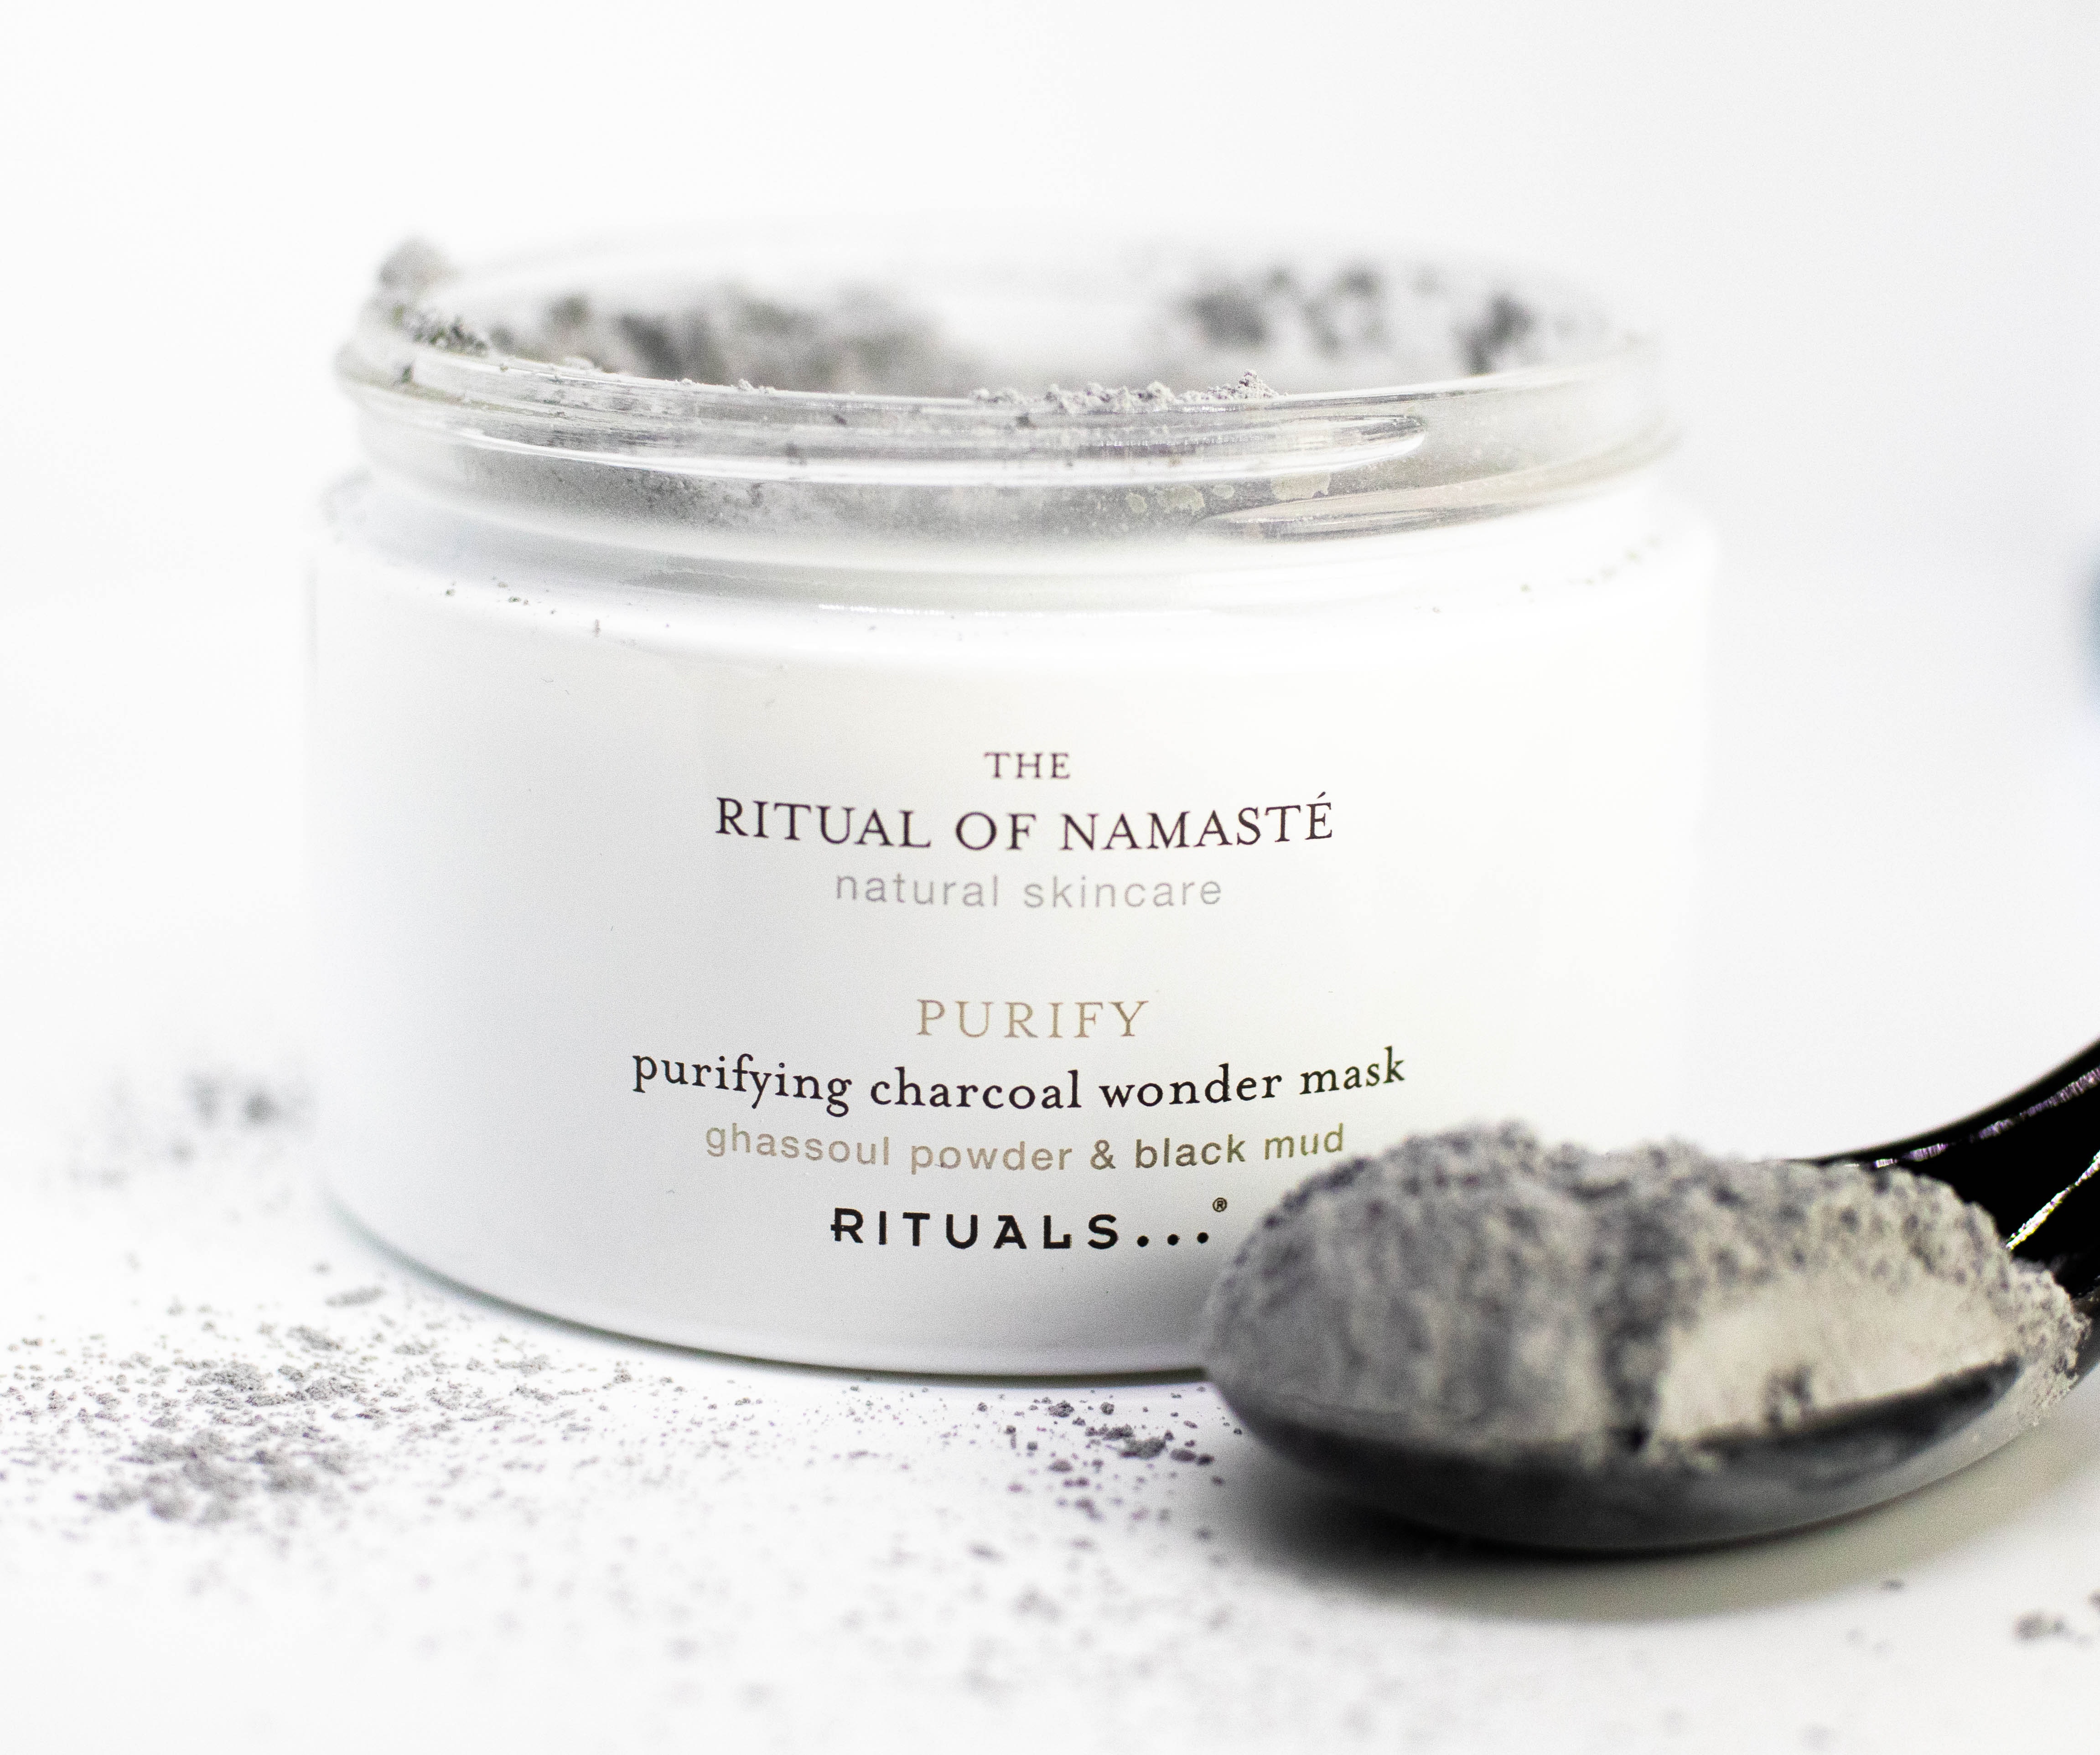 THE
RITUAL OF NAMASTÉ
natural skincare
PURIFY
purifying charcoal wonder mask
ghassoul powder & black mud
RITUALS...®